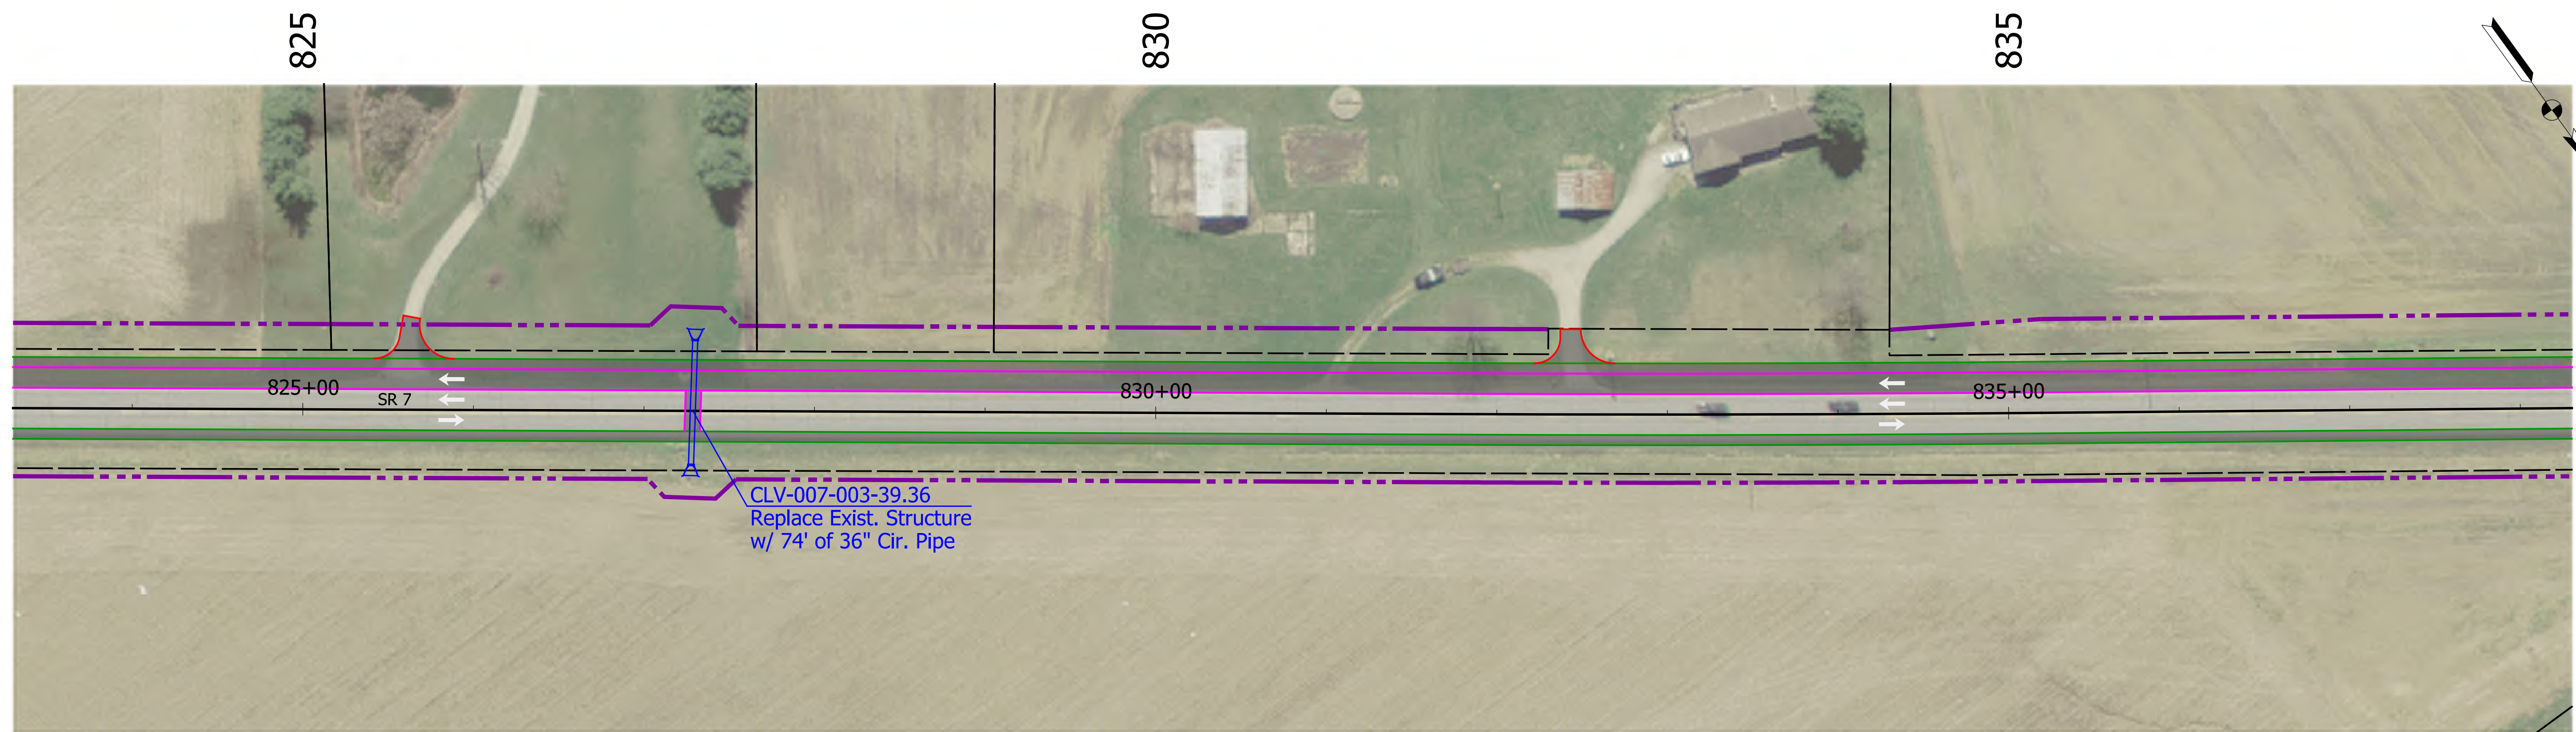 825
830
835
825+00
SR 7
830+00
835+00
CLV-007-003-39.36
Replace Exist. Structure
w/ 74' of 36" Cir. Pipe